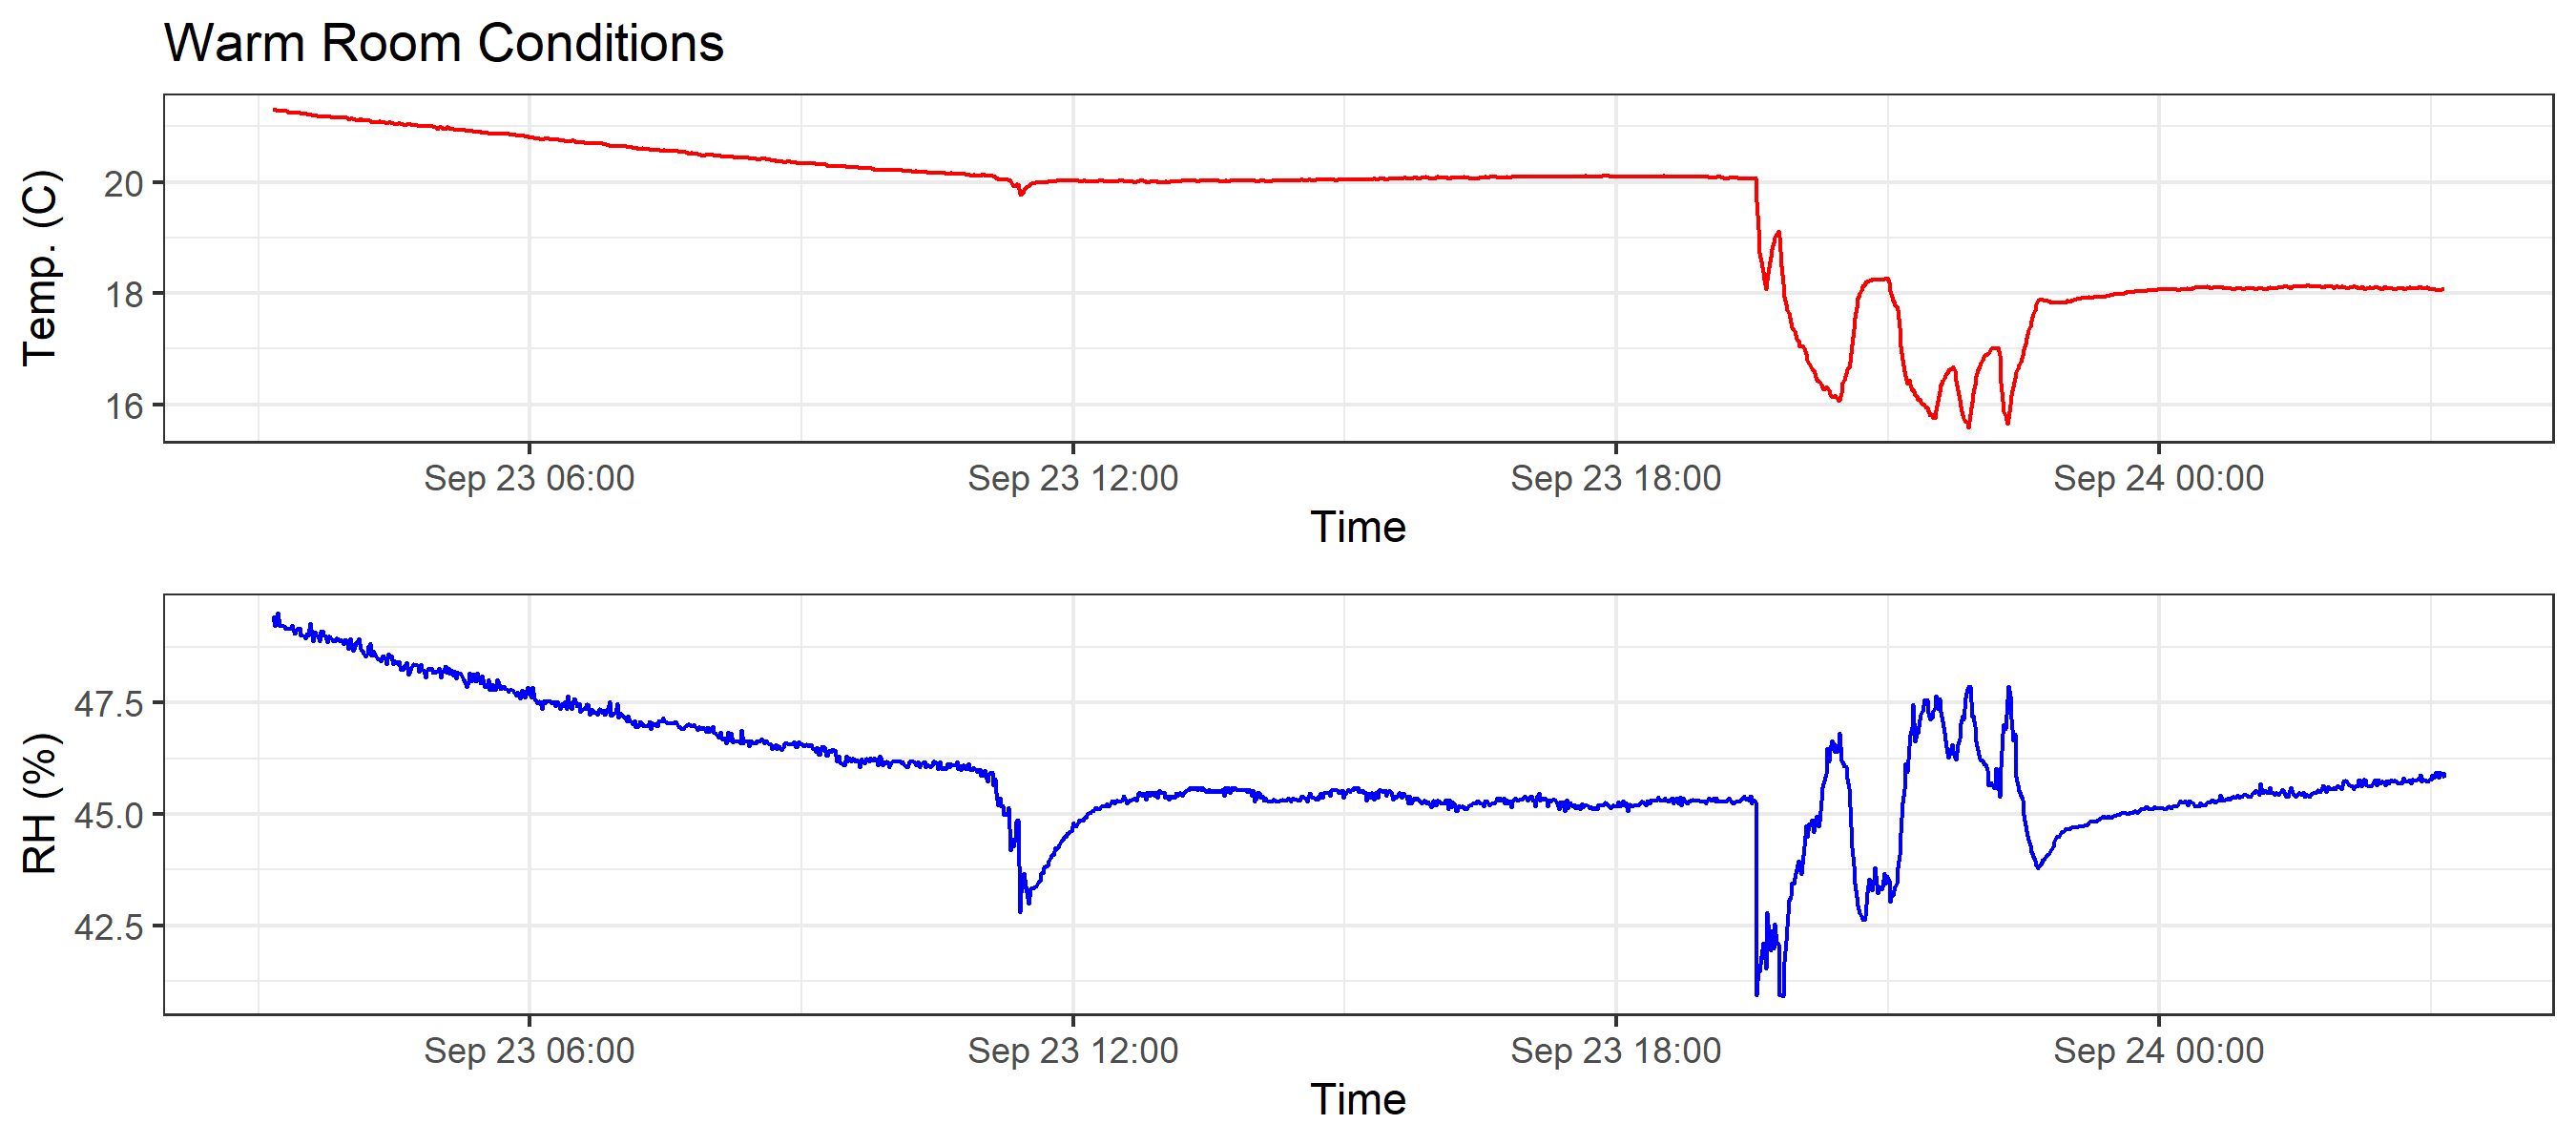 Warm Room Conditions
Temp. (C)
20
18
16
Sep 23 06:00 Sep 23 12:00 Sep 23 18:00 Sep 24 00:00
Time
RH (%)
47.5
45.0
42.5
Sep 23 06:00 Sep 23 12:00 Sep 23 18:00 Sep 24 00:00
Time